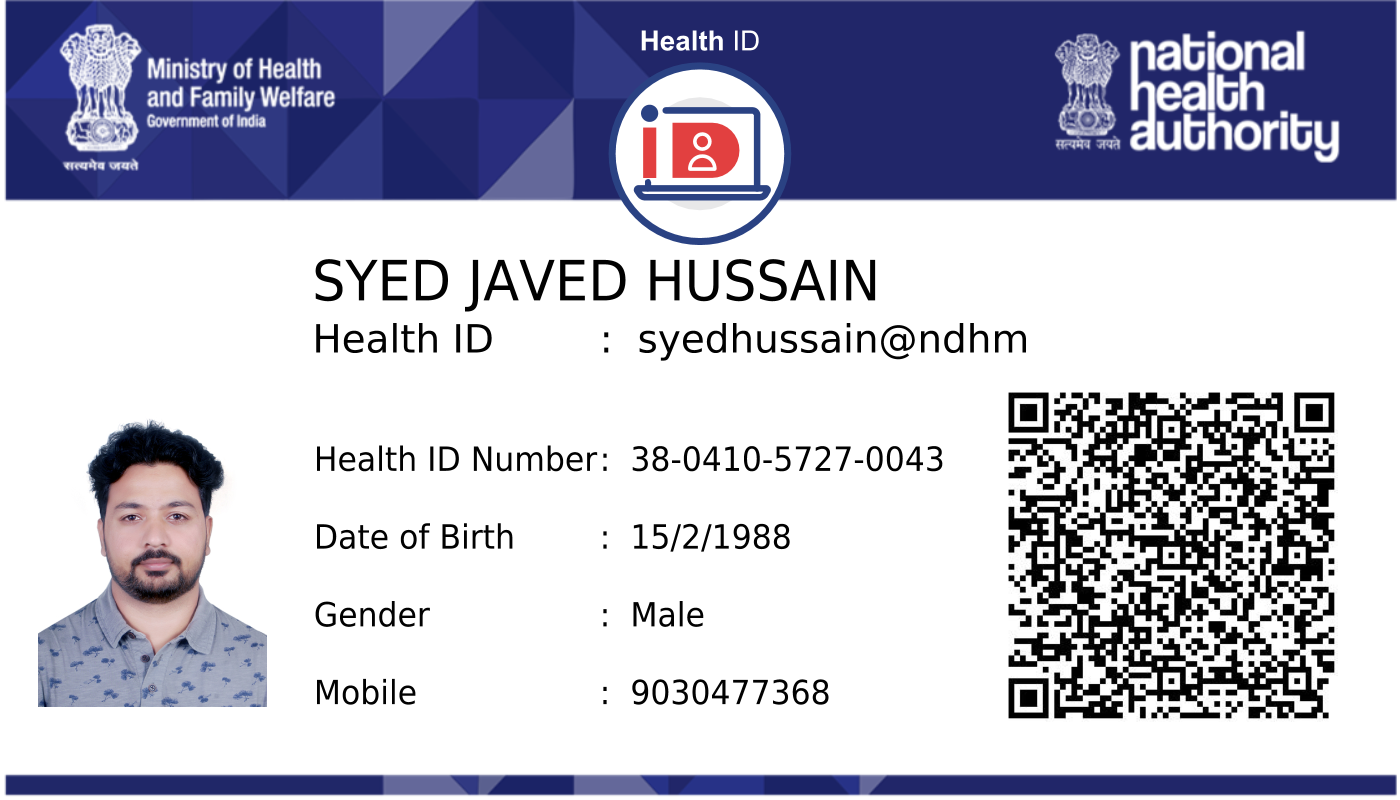 Health ID
Ministry of Health
and Family Welfare
Government of India
सत्यमेव जयते
national
health
authority
सत्यमेव जयते
iD
SYED JAVED HUSSAIN
Health ID : syedhussain@ndhm
Health ID Number: 38-0410-5727-0043
Date of Birth : 15/2/1988
Gender : Male
Mobile : 9030477368